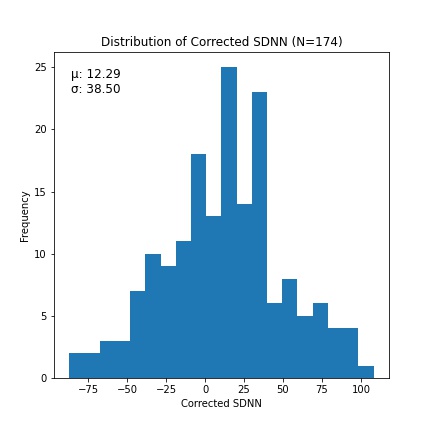 Distribution of Corrected SDNN (N=174)
μ: 12.29
σ: 38.50
25
20
15
10
5
0
Frequency
−75 −50 −25 0 25 50 75 100
Corrected SDNN